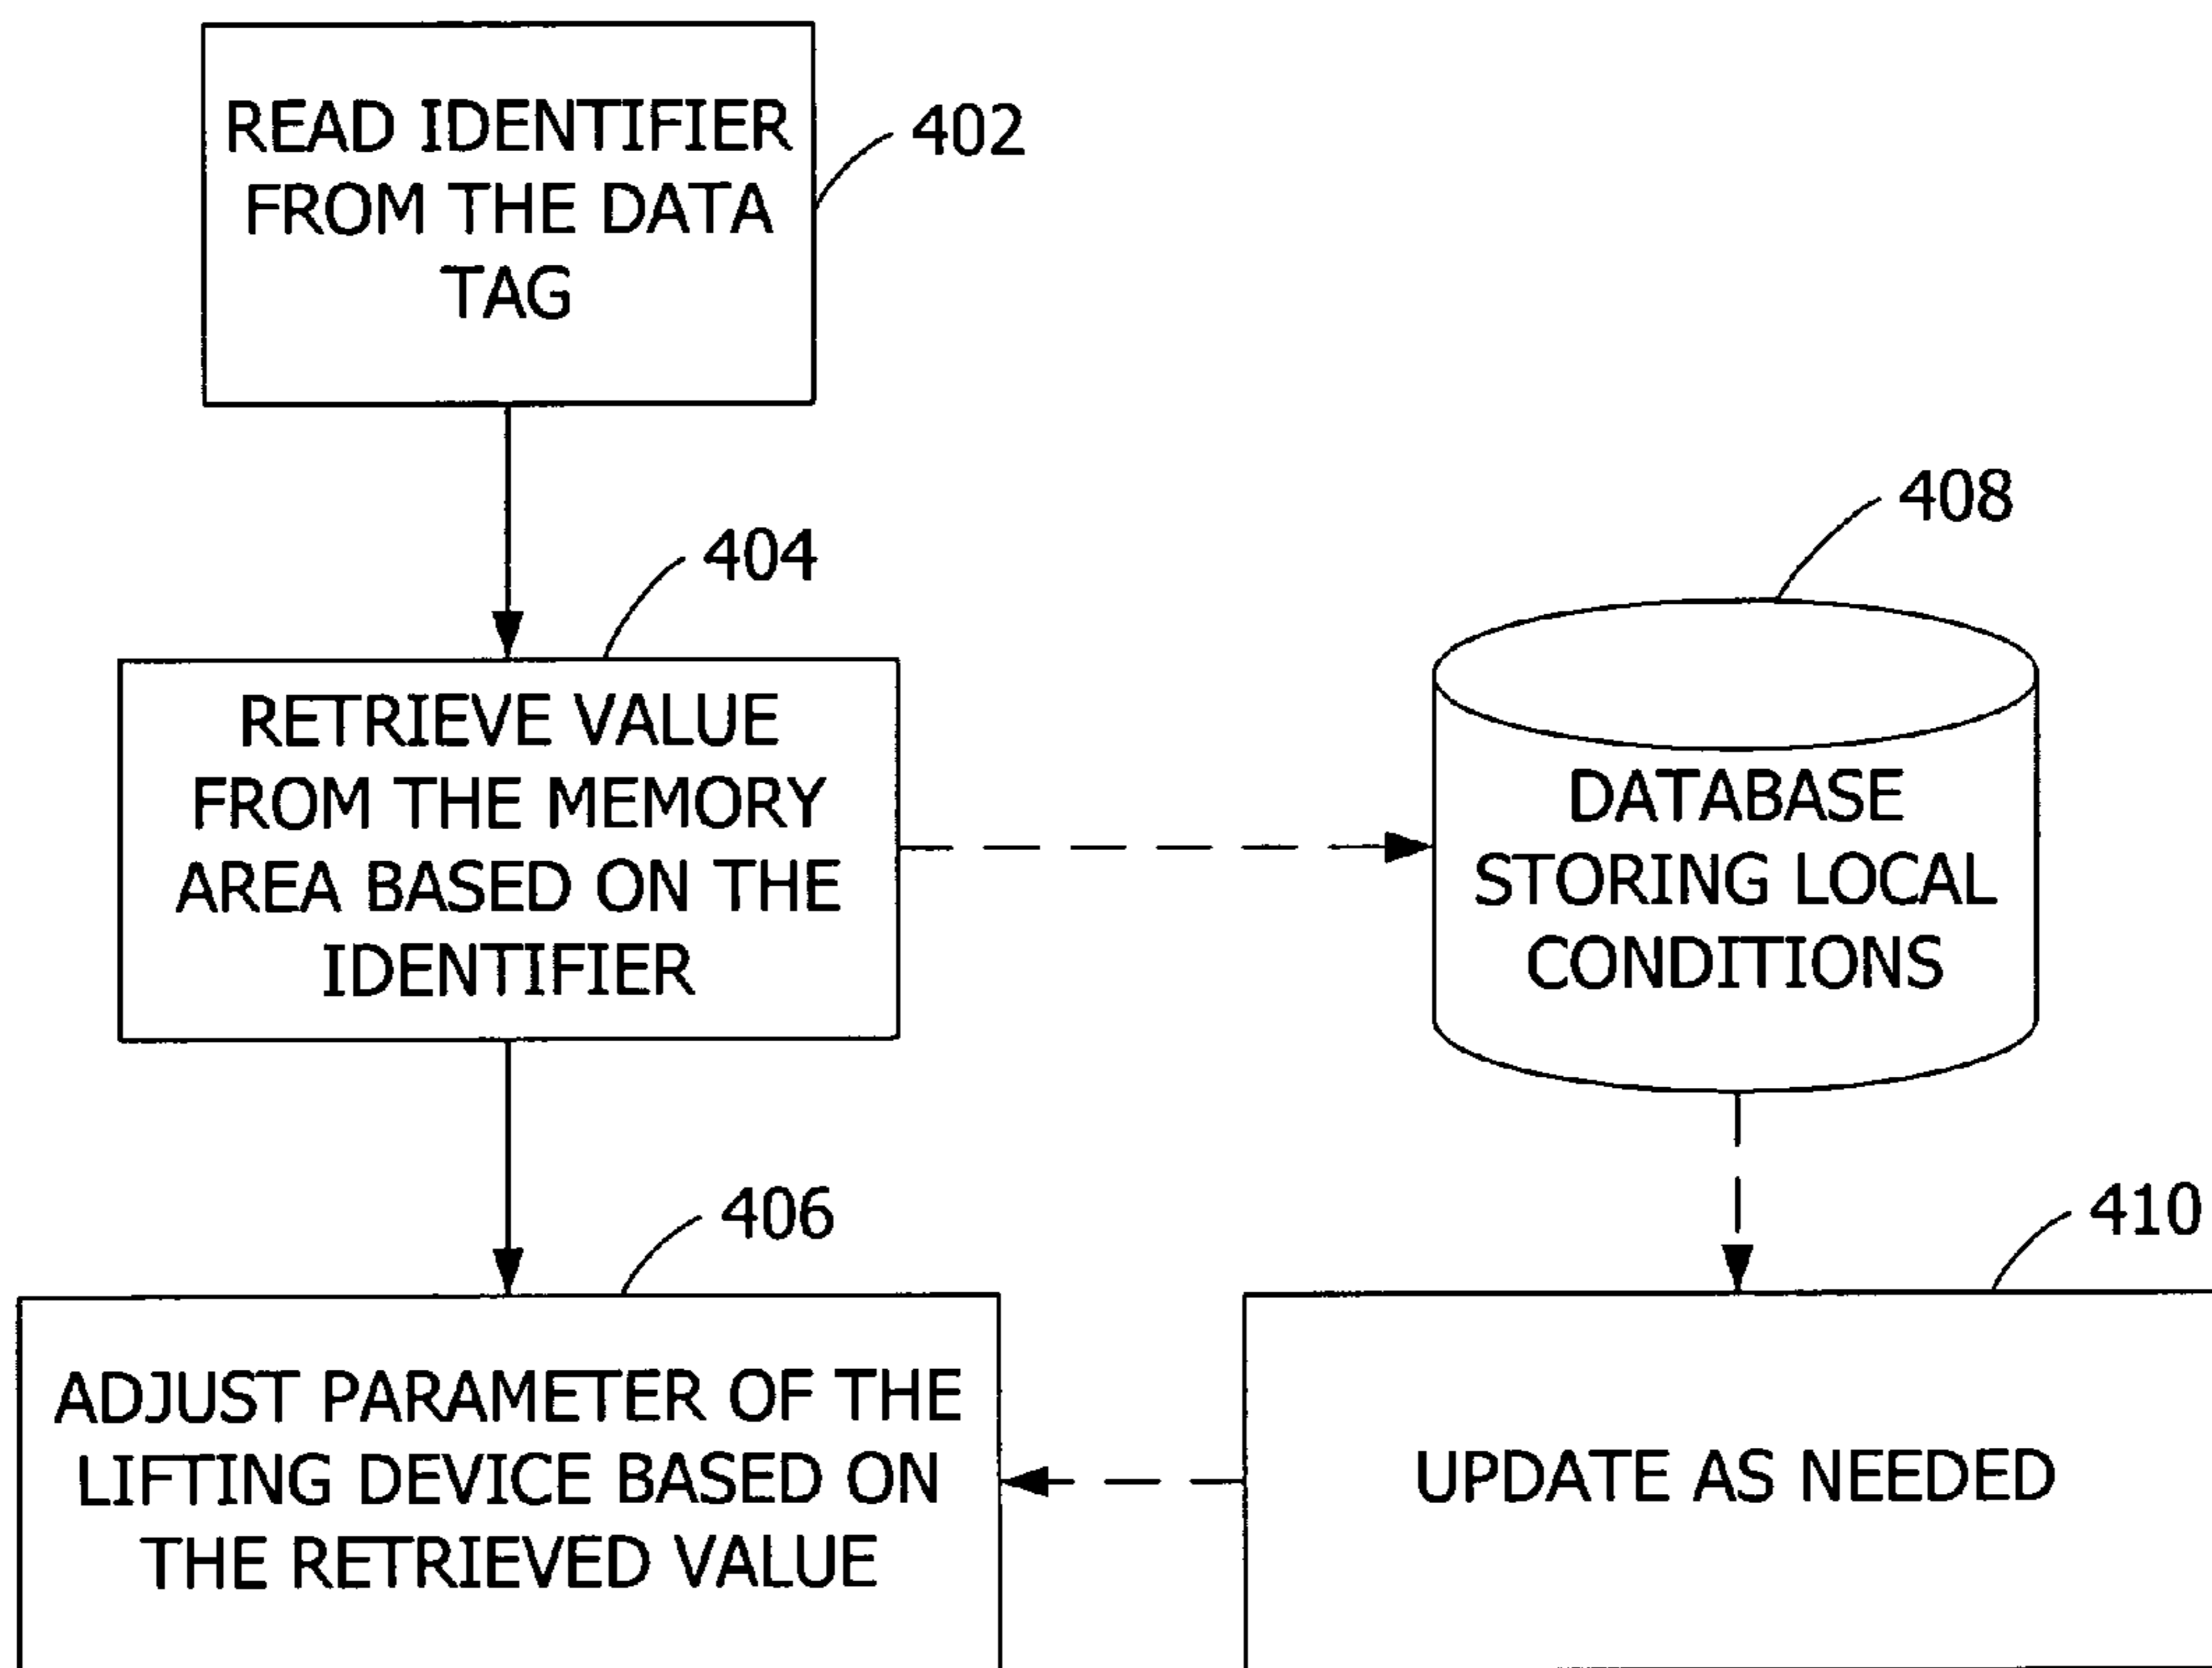 READ IDENTIFIER
FROM THE DATA
TAG
402
404
RETRIEVE VALUE
FROM THE MEMORY
AREA BASED ON THE
IDENTIFIER
408
DATABASE
STORING LOCAL
CONDITIONS
406
ADJUST PARAMETER OF THE
LIFTING DEVICE BASED ON
THE RETRIEVED VALUE
410
UPDATE AS NEEDED